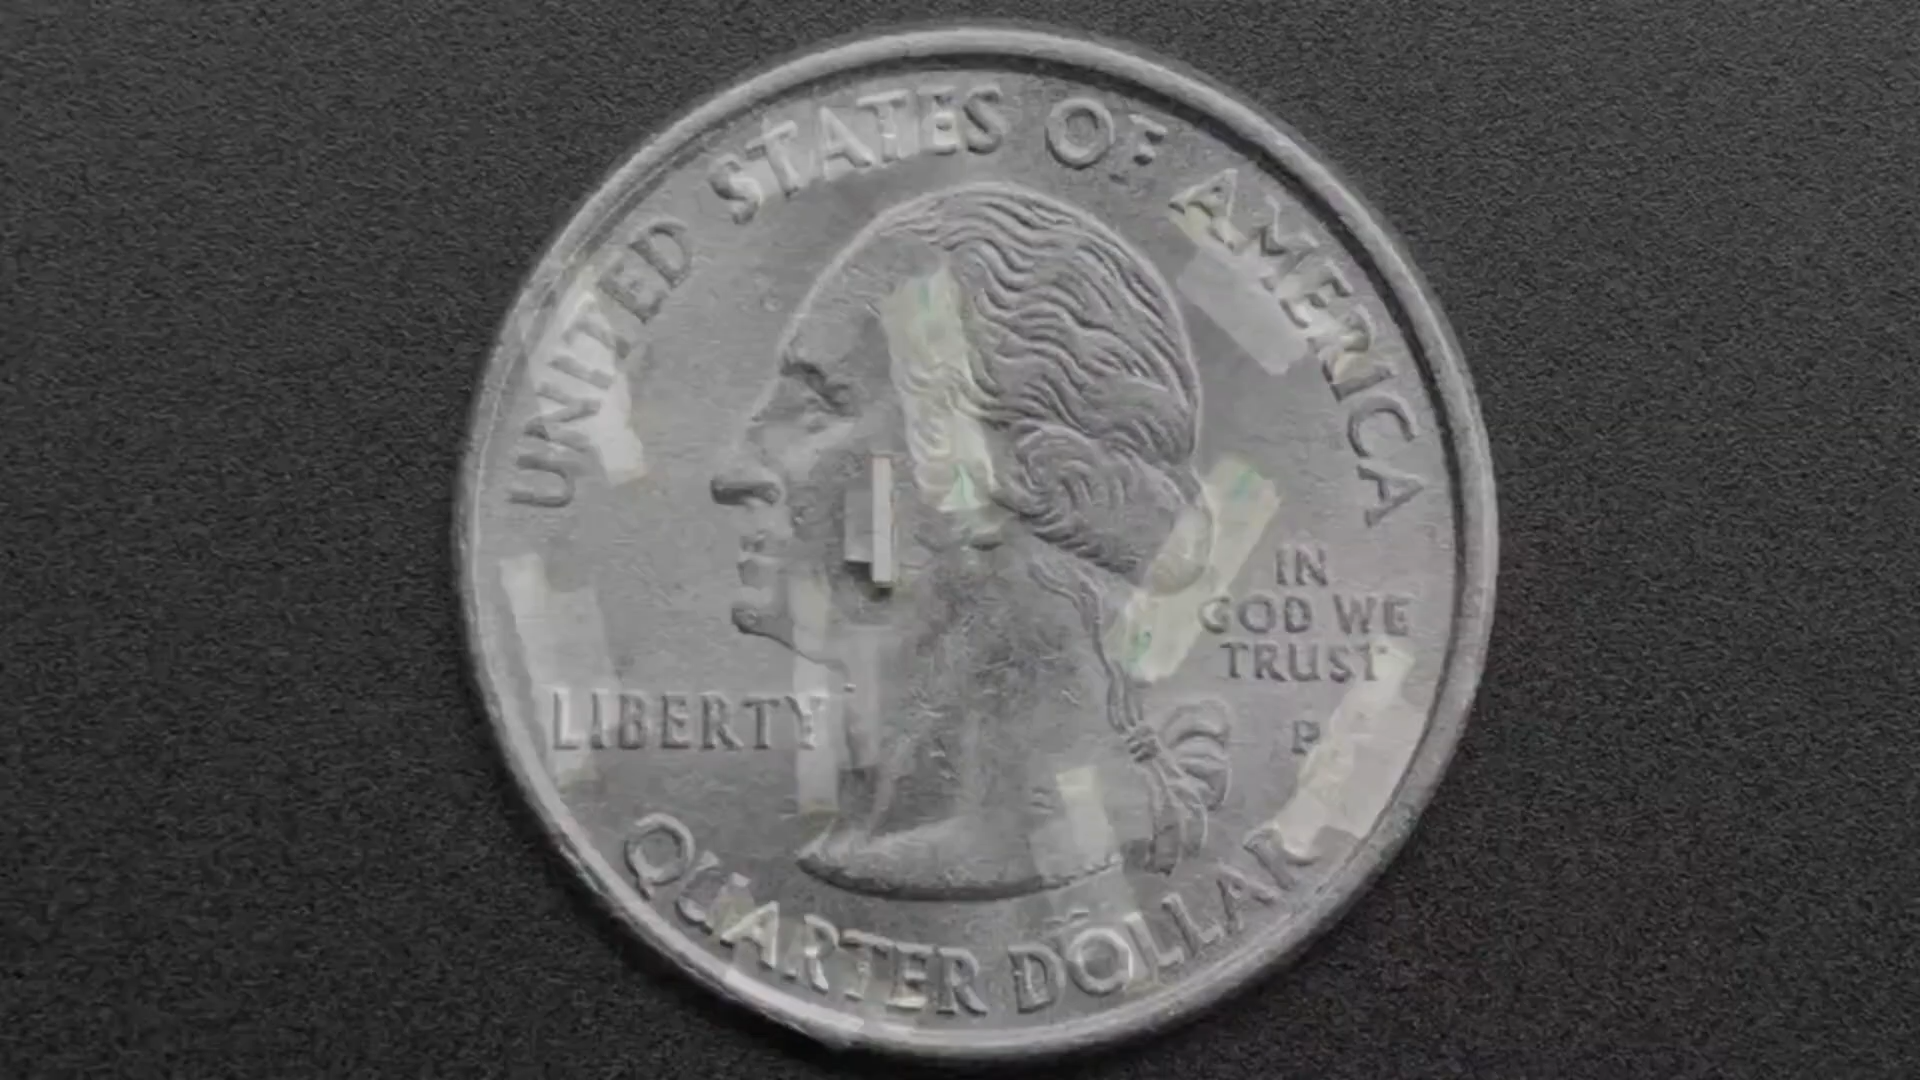 UNITED STATES OF AMERICA
LIBERTY
IN
GOD WE
TRUST
P
QUARTER DOLLAR